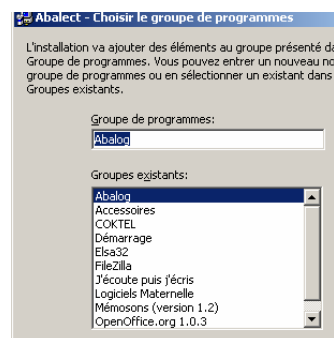 Abalect - Choisir le groupe de programmes
L'installation va ajouter des éléments au groupe présenté
Groupe de programmes. Vous pouvez entrer un nouveau
groupe de programmes ou en sélectionner un existant dans
Groupes existants.
Groupe de programmes:
Abalog
Groupes existants:
Abalog
Accessoires
COKTEL
Démarrage
Elsa32
FileZilla
J'écoute puis j'écris
Logiciels Maternelle
Mémosons (version 1.2)
OpenOffice.org 1.0.3